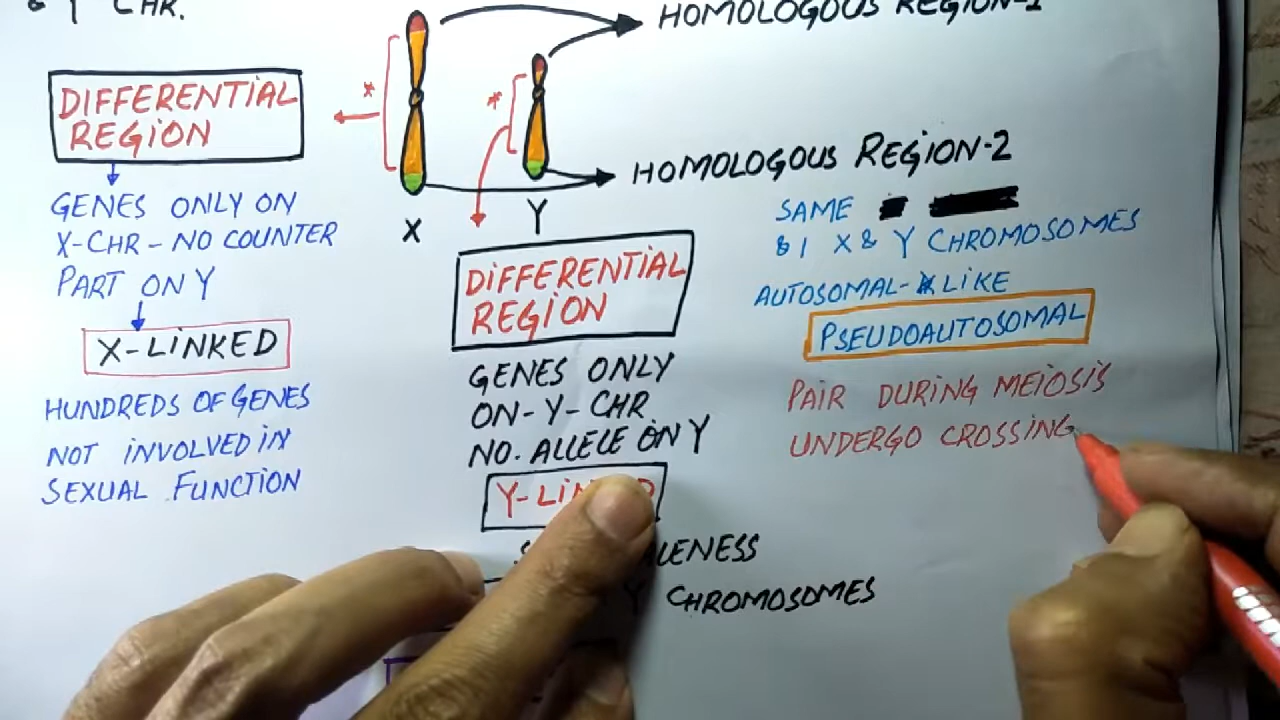 & Y CHR.
HOMOLOGOUS REGION-1
DIFFERENTIAL
REGION
GENES ONLY ON
X-CHR-NO COUNTER
PART ON Y
X-LINKED
HUNDREDS OF GENES
NOT INVOLVED IN
SEXUAL FUNCTION
*
*
X
Y
DIFFERENTIAL
REGION
GENES ONLY
ON-Y-CHR
NO. ALLELE ON Y
CHROMOSOMES
HOMOLOGOUS REGION-2
SAME
& 1 X & Y CHROMOSOMES
AUTOSOMAL- LIKE
PSEUDOAUTOSOMAL
PAIR DURING MEIOSIS
UNDERGO CROSSING